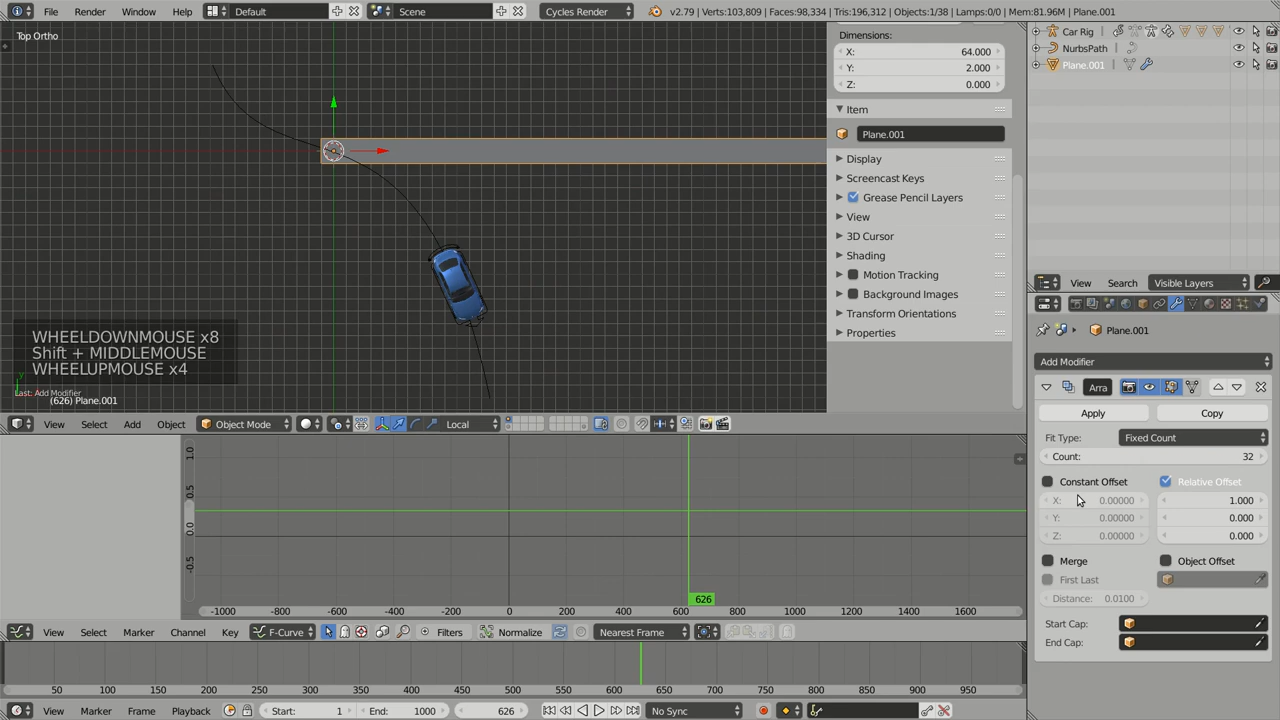 File Render Window Help Default Scene Cycles Render v2.79 | Verts:103,809 | Faces:98,334 | Tris:196,312 | Objects:1/38 | Lamps:0/0 | Mem:81.96M | Plane.001
Top Ortho
Dimensions:
X: 64.000
Y: 2.000
Z: 0.000
Item
Plane.001
Display
Screencast Keys
Grease Pencil Layers
View
3D Cursor
Shading
Motion Tracking
Background Images
Transform Orientations
Properties
WHEELDOWNMOUSE x8
Shift + MIDDLEMOUSE
WHEELUPMOUSE x4
Last: Add Modifier
(626) Plane.001
View Select Add Object Object Mode Local
1.0
0.5
0.0
-0.5
626
-1000 -800 -600 -400 -200 0 200 400 600 800 1000 1200 1400 1600
View Select Marker Channel Key F-Curve Filters Normalize Nearest Frame
50 100 150 200 250 300 350 400 450 500 550 600 650 700 750 800 850 900 950
View Marker Frame Playback Start: 1 End: 1000 626 No Sync
Car Rig
NurbsPath
Plane.001
View Search Visible Layers
Plane.001
Add Modifier
Arra
Apply Copy
Fit Type: Fixed Count
Count: 32
Constant Offset Relative Offset
X: 0.00000 1.000
Y: 0.00000 0.000
Z: 0.00000 0.000
Merge Object Offset
First Last
Distance: 0.0100
Start Cap:
End Cap: